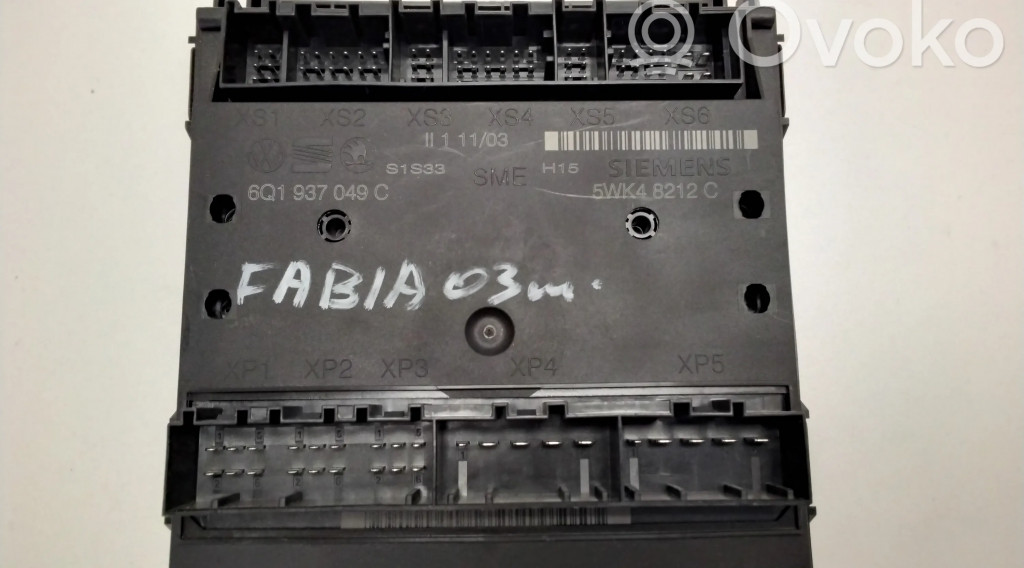 Ovoko
XS1 XS2 XS3 XS4 XS5 XS6
II 1 11/03
S1S33 SME H15 SIEMENS
6Q1 937 049 C 5WK4 8212 C
FABIA 03m.
XP1 XP2 XP3 XP4 XP5